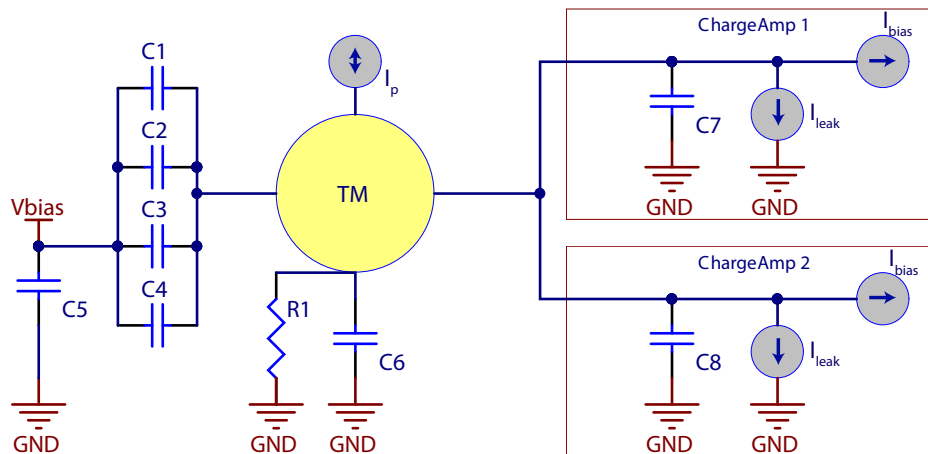 C1
C2
C3
C4
Vbias
C5
GND
I_p
TM
R1
C6
GND
GND
ChargeAmp 1
I_bias
C7
I_leak
GND
GND
ChargeAmp 2
I_bias
C8
I_leak
GND
GND